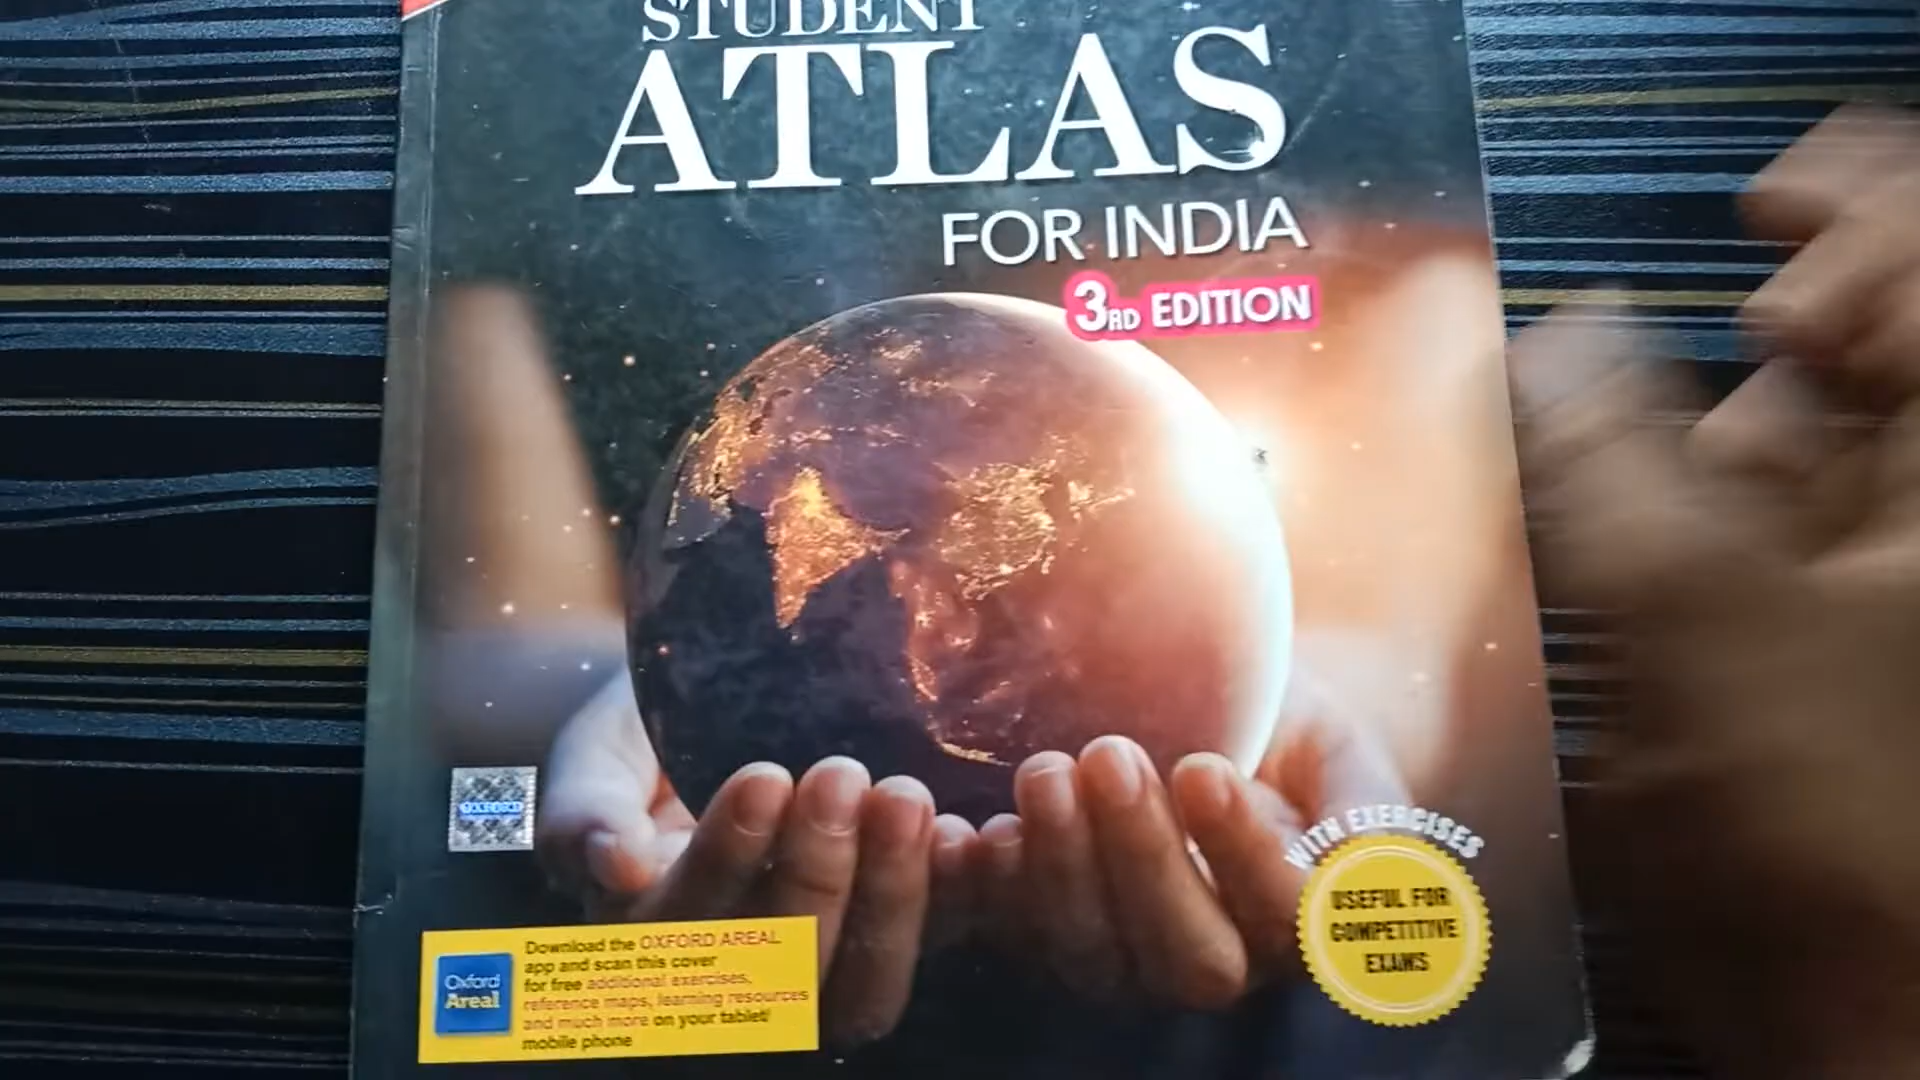 STUDENT
ATLAS
FOR INDIA
3RD EDITION
OXFORD
WITH EXERCISES
USEFUL FOR
COMPETITIVE
EXAMS
Oxford
Areal
Download the OXFORD AREAL
app and scan this cover
for free additional exercises,
reference maps, learning resources
and much more on your tablet/
mobile phone